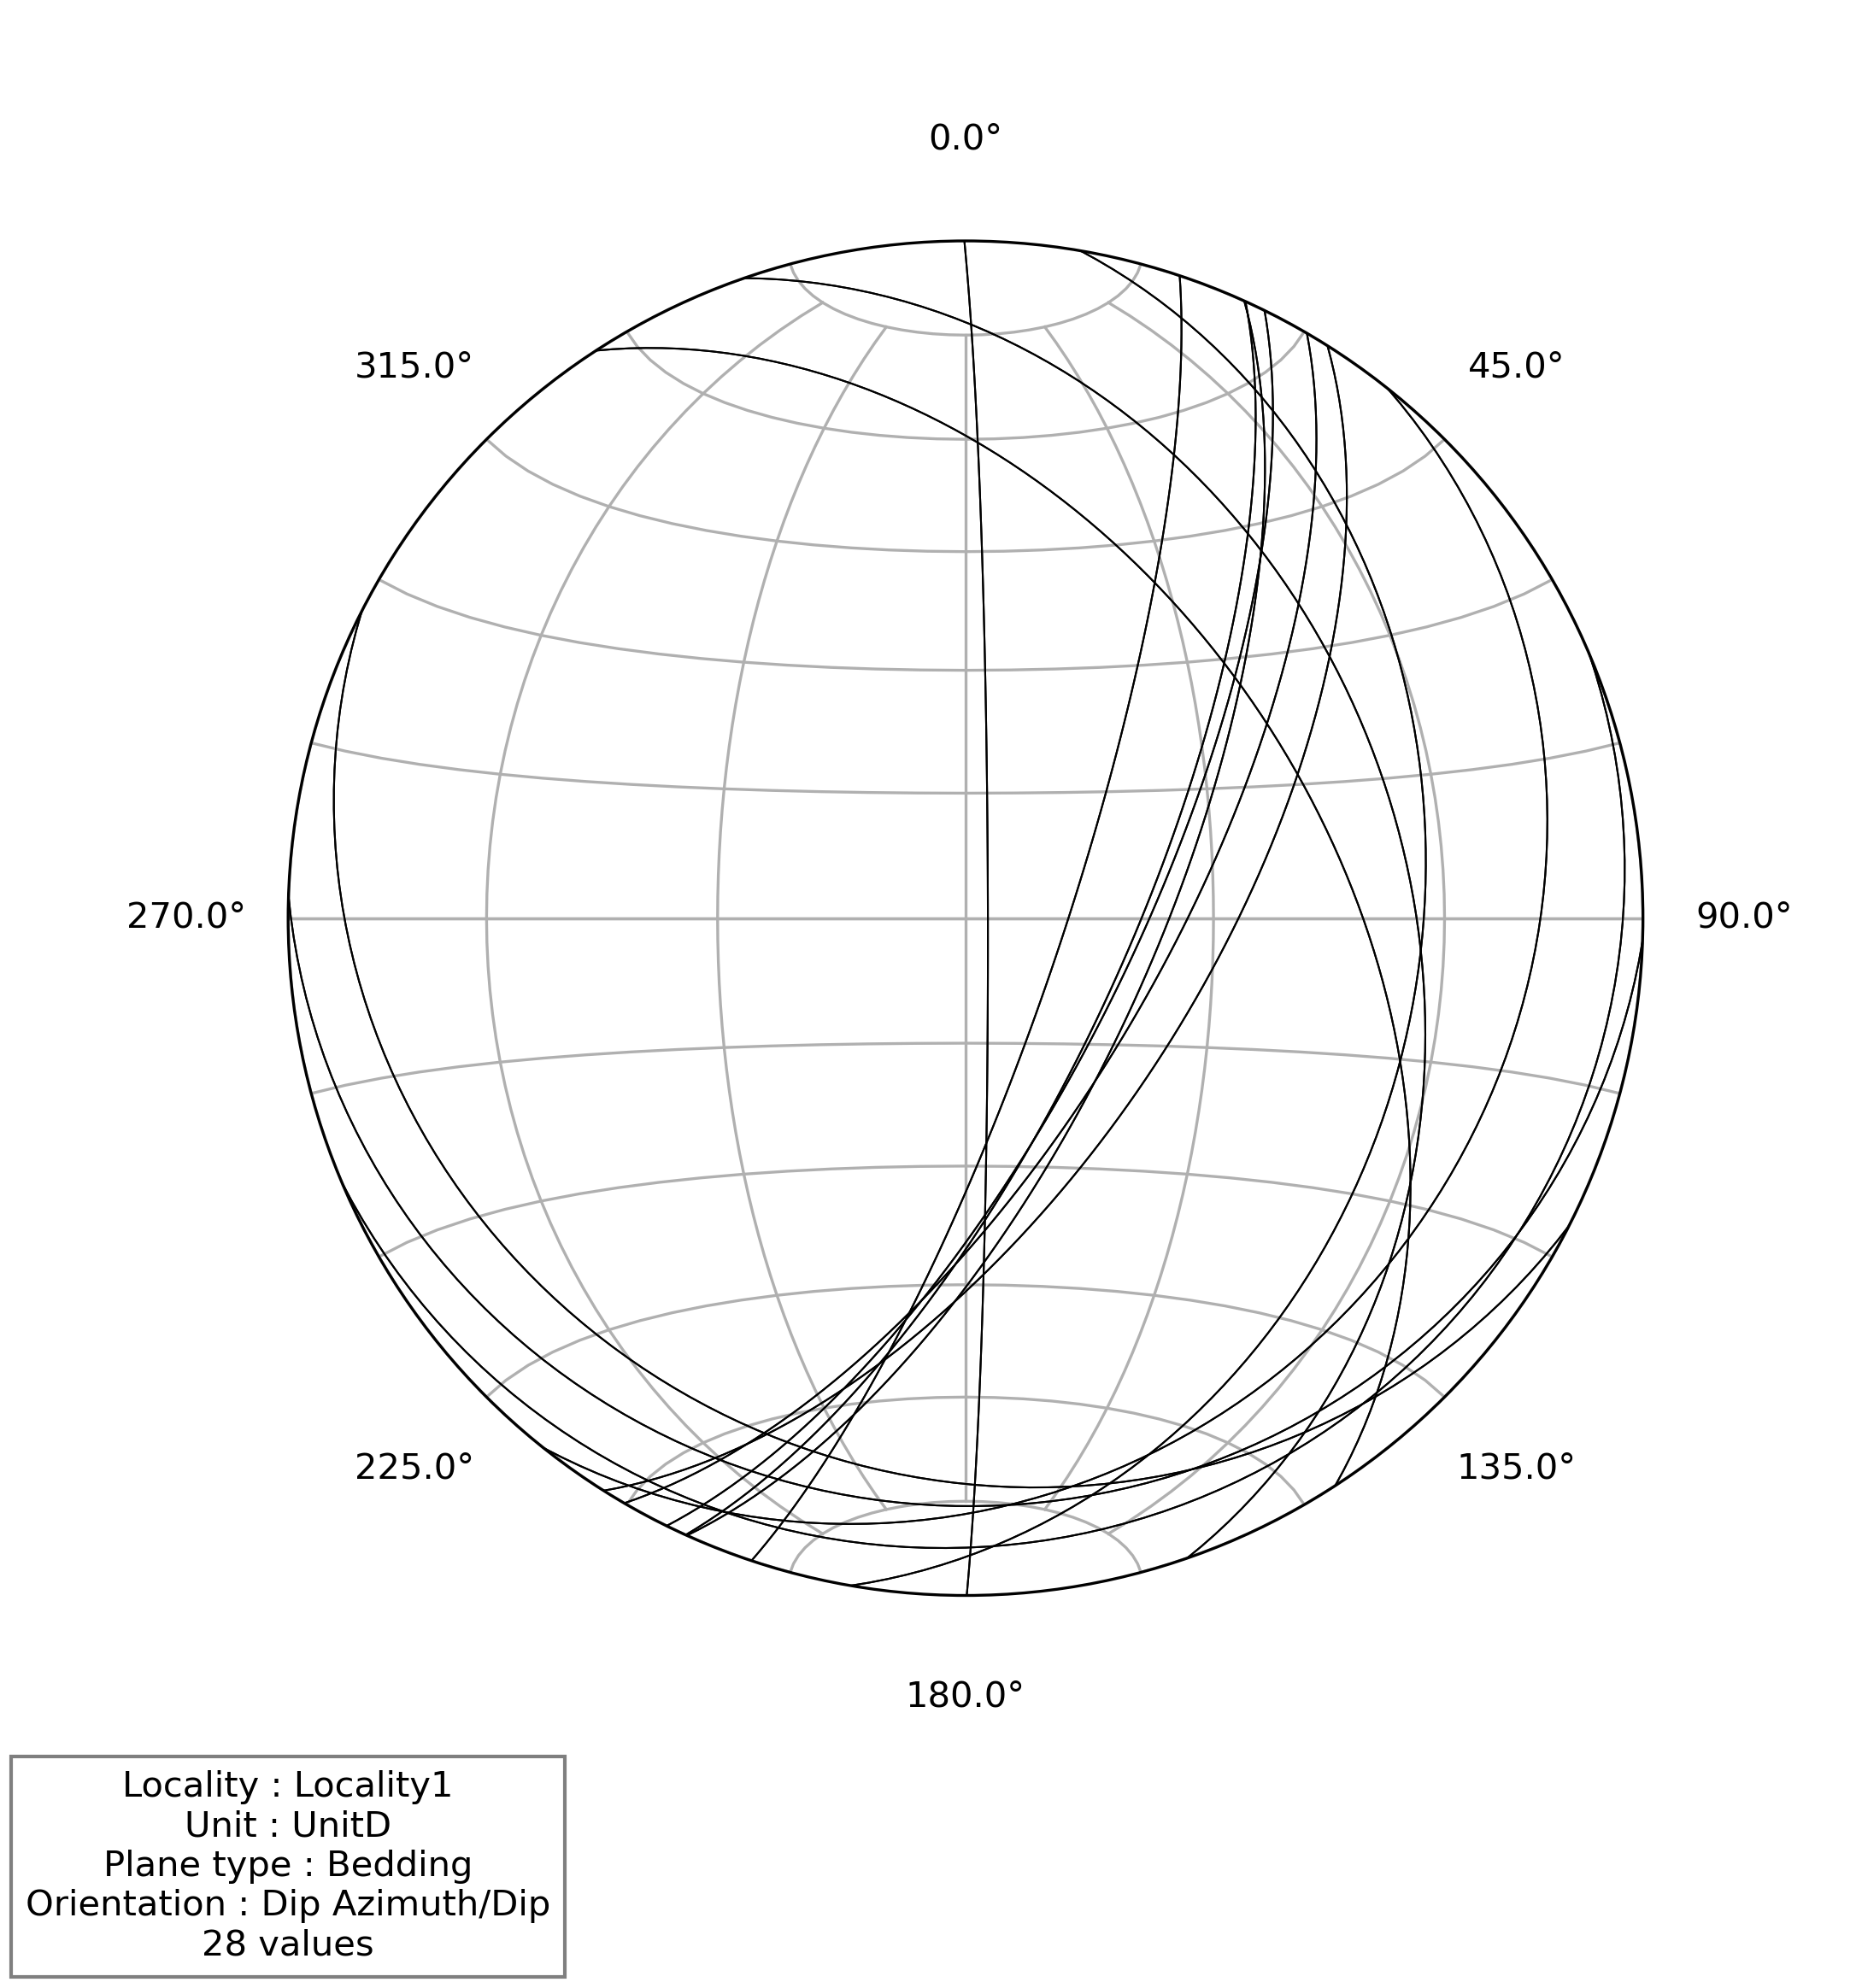 0.0°
315.0°
45.0°
270.0°
90.0°
225.0°
135.0°
180.0°
Locality : Locality1
Unit : UnitD
Plane type : Bedding
Orientation : Dip Azimuth/Dip
28 values